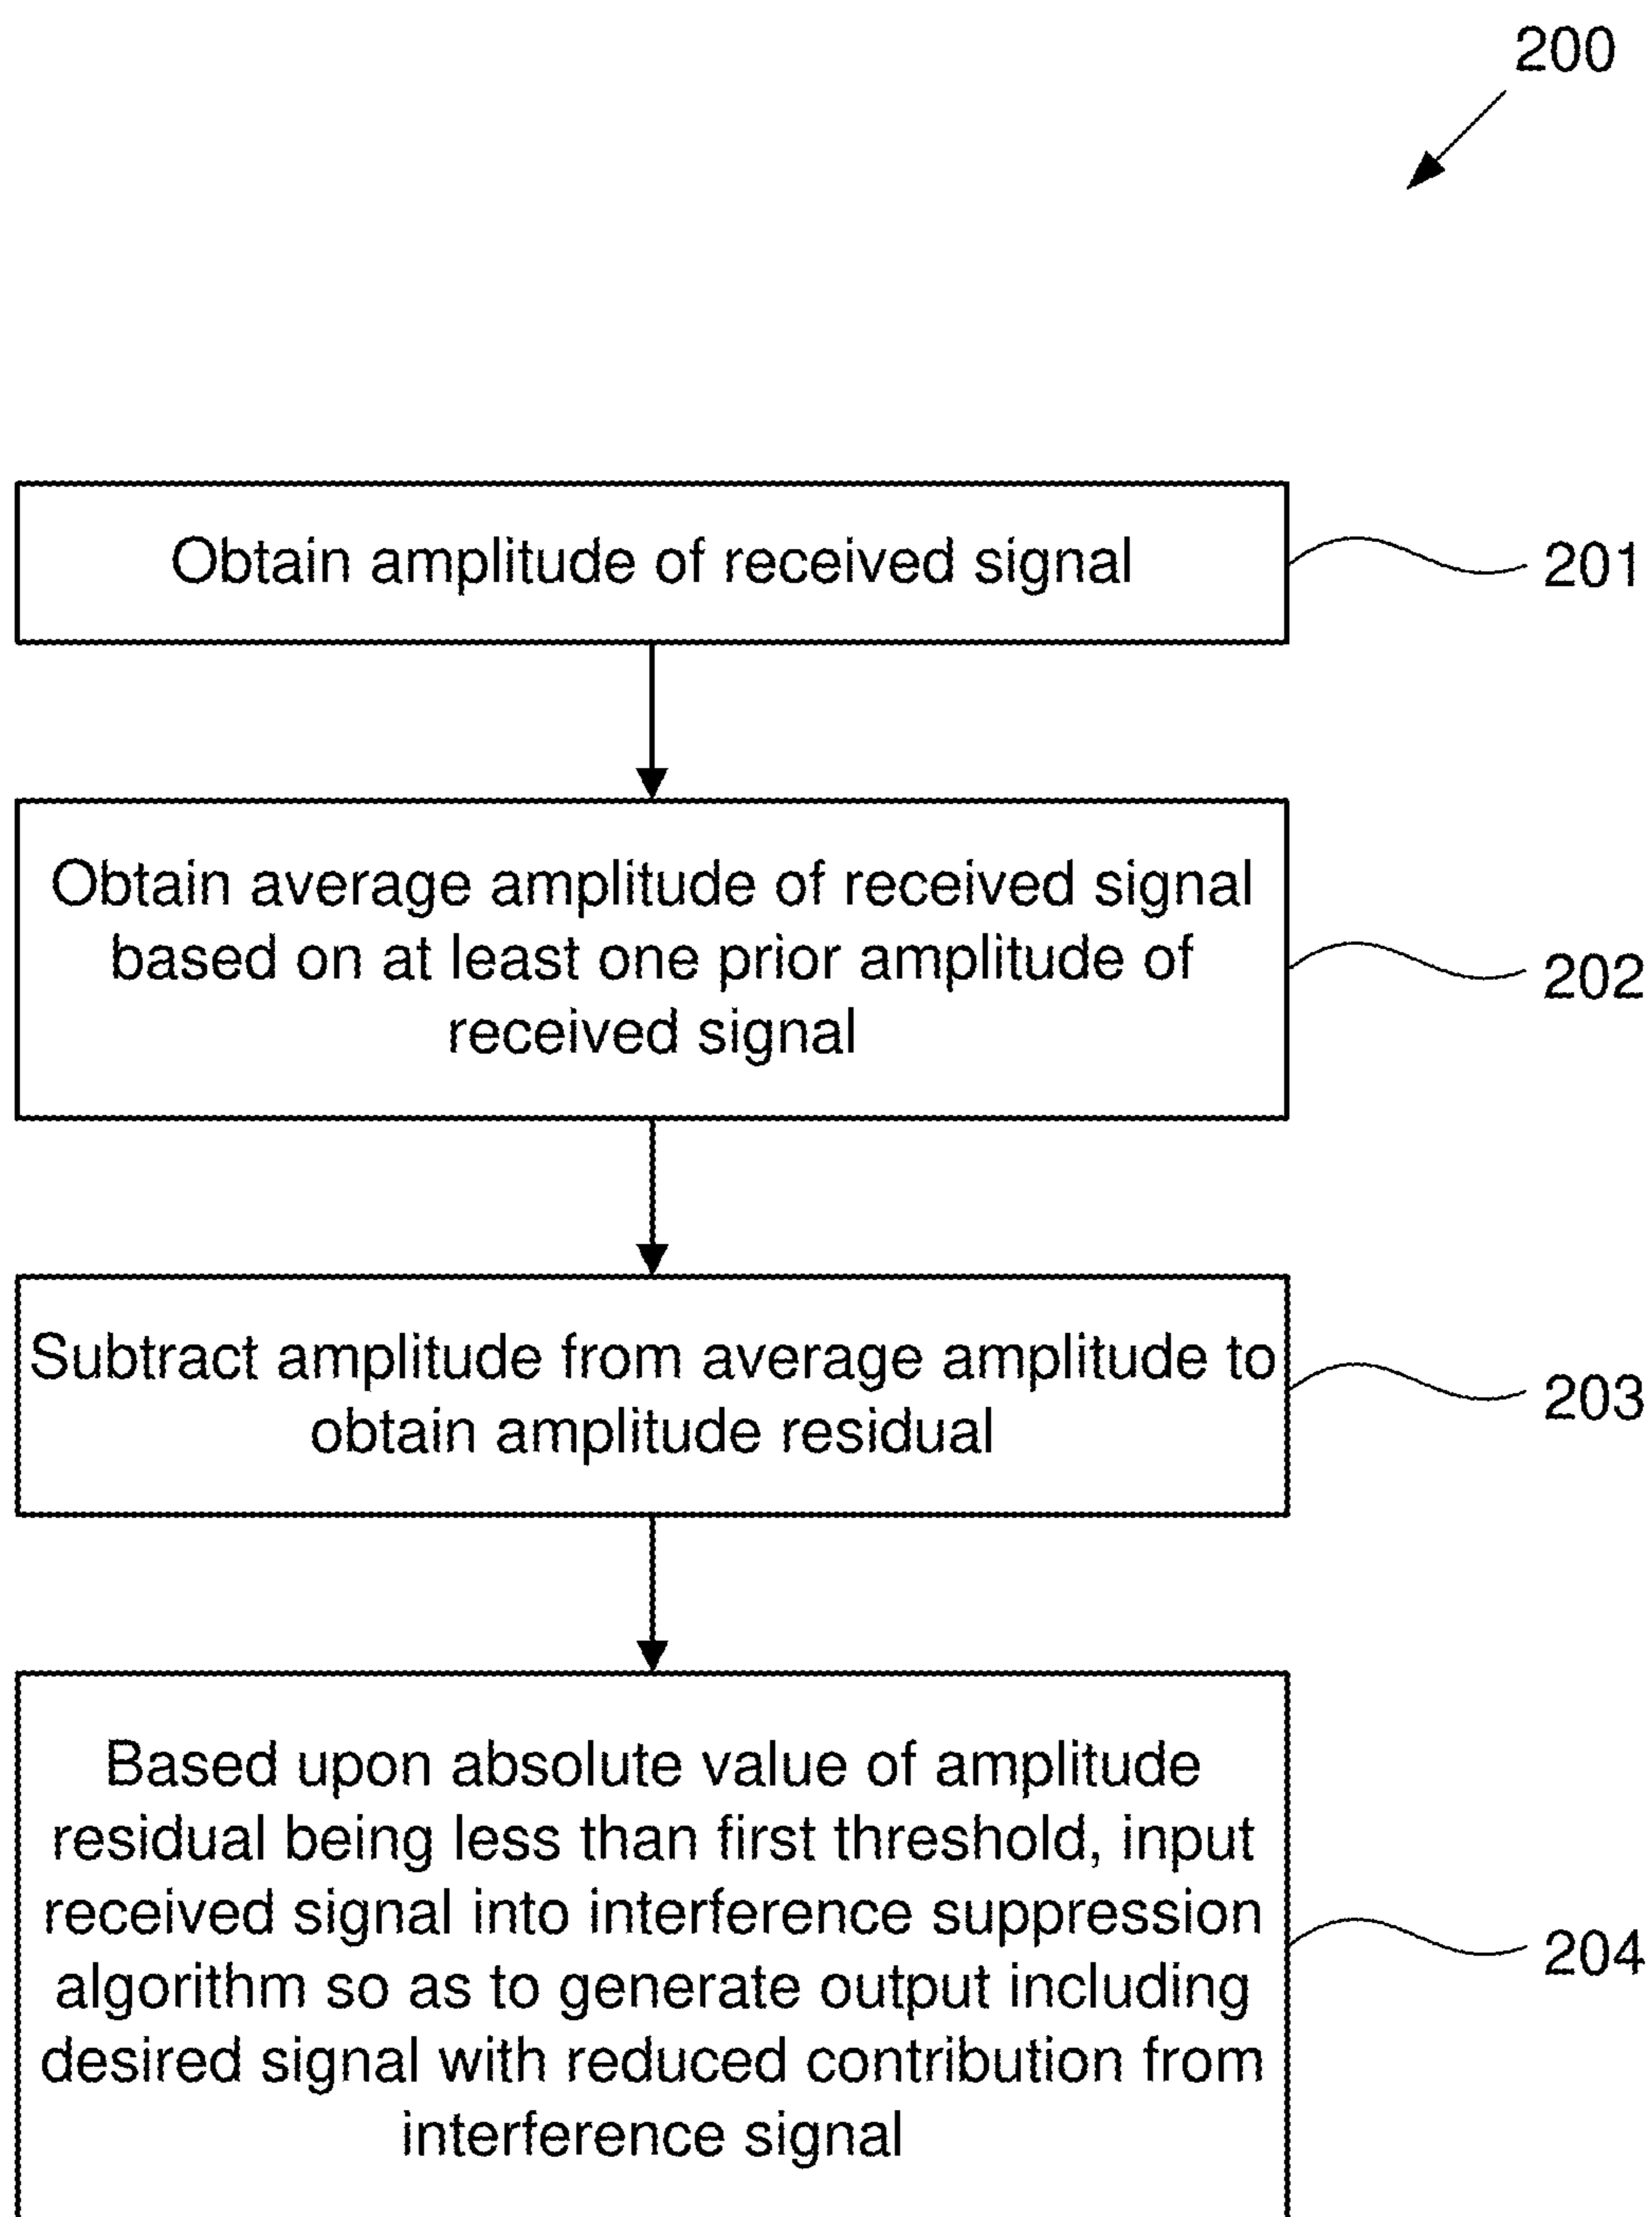 200
Obtain amplitude of received signal
201
Obtain average amplitude of received signal
based on at least one prior amplitude of
received signal
202
Subtract amplitude from average amplitude to
obtain amplitude residual
203
Based upon absolute value of amplitude
residual being less than first threshold, input
received signal into interference suppression
algorithm so as to generate output including
desired signal with reduced contribution from
interference signal
204